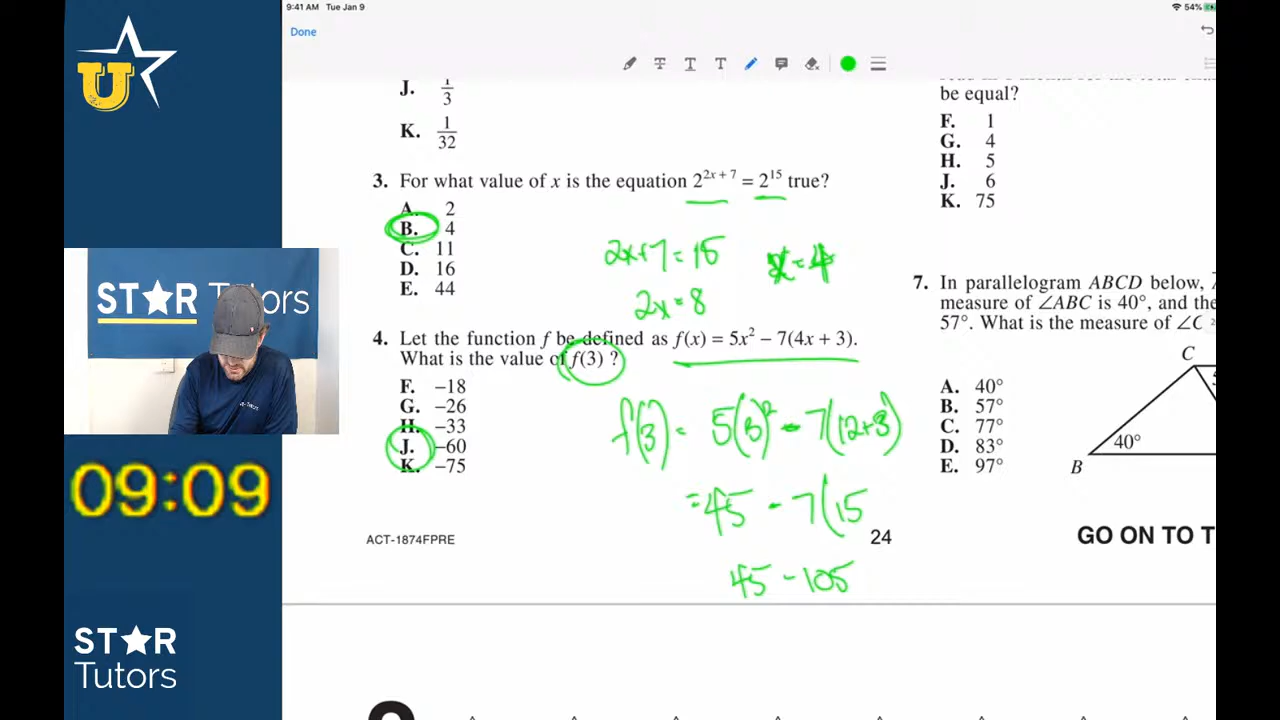 9:41 AM Tue Jan 9
54%
Done
U
J. 1/3
K. 1/32
3. For what value of x is the equation 2^(2x + 7) = 2^15 true?
A. 2
B. 4
C. 11
D. 16
E. 44
2x+7=15
x=4
2x=8
4. Let the function f be defined as f(x) = 5x² − 7(4x + 3).
What is the value of f(3) ?
F. −18
G. −26
H. −33
J. −60
K. −75
f(3) = 5(3)² - 7(12+3)
=45 - 7(15
45 - 105
ACT-1874FPRE
24
be equal?
F. 1
G. 4
H. 5
J. 6
K. 75
7. In parallelogram ABCD below,
measure of ∠ABC is 40°, and the
57°. What is the measure of ∠C
A. 40°
B. 57°
C. 77°
D. 83°
E. 97°
C
40°
B
GO ON TO T
STAR Tutors
09:09
STAR
Tutors